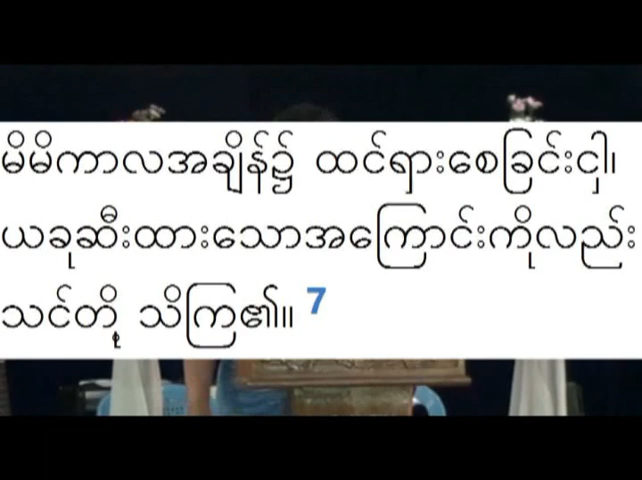 မိမိကာလအချိန်၌ ထင်ရှားစေခြင်းငှါ၊
ယခုဆီးထားသောအကြောင်းကိုလည်း
သင်တို့ သိကြ၏။ 7